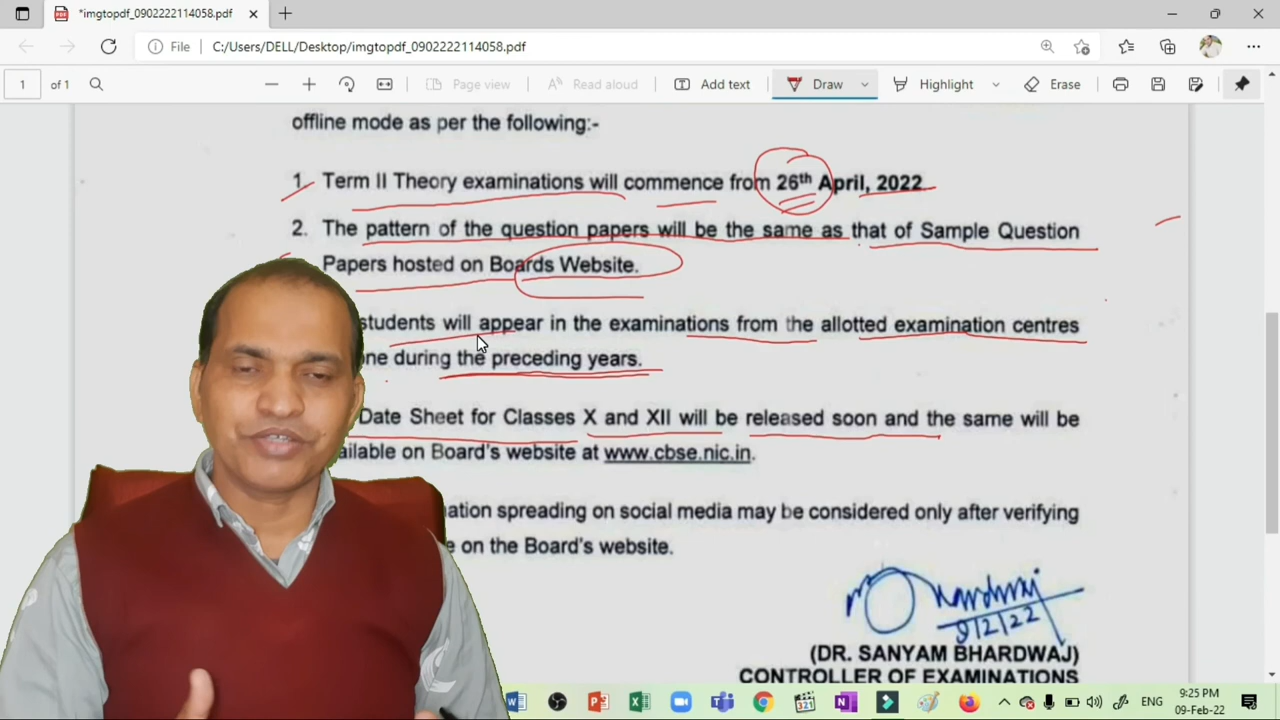 *imgtopdf_0902222114058.pdf
File C:/Users/DELL/Desktop/imgtopdf_0902222114058.pdf
1 of 1 Page view Read aloud Add text Draw Highlight Erase
offline mode as per the following:-
1. Term II Theory examinations will commence from 26th April, 2022
2. The pattern of the question papers will be the same as that of Sample Question
Papers hosted on Boards Website.
students will appear in the examinations from the allotted examination centres
during the preceding years.
Date Sheet for Classes X and XII will be released soon and the same will be
on Board's website at www.cbse.nic.in.
spreading on social media may be considered only after verifying
on the Board's website.
9/2/22
(DR. SANYAM BHARDWAJ)
CONTROLLER OF EXAMINATIONS
321 ENG 9:25 PM
09-Feb-22